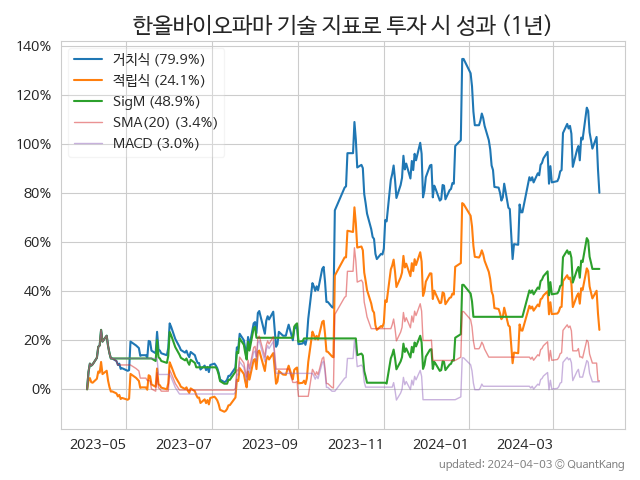 한올바이오파마 기술 지표로 투자 시 성과 (1년)
140%
120%
100%
80%
60%
40%
20%
0%
거치식 (79.9%)
적립식 (24.1%)
SigM (48.9%)
SMA(20) (3.4%)
MACD (3.0%)
2023-05 2023-07 2023-09 2023-11 2024-01 2024-03
updated: 2024-04-03 ⓒ QuantKang